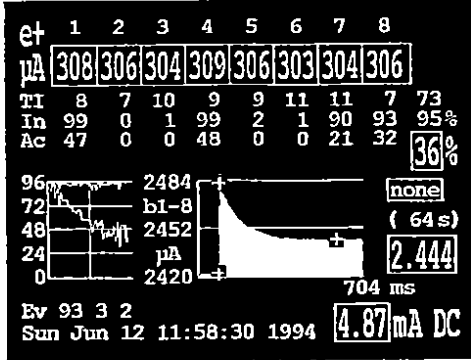 e+ 1 2 3 4 5 6 7 8
µA 308 306 304 309 306 303 304 306
TI 8 7 10 9 9 11 11 7 73
In 99 0 1 99 2 1 90 93 95%
Ac 47 0 0 48 0 0 21 32 36%
96 2484 none
72 b1-8 ( 64s)
48 2452
24 µA 2.444
0 2420
704 ms
Ev 93 3 2
Sun Jun 12 11:58:30 1994 4.87 mA DC